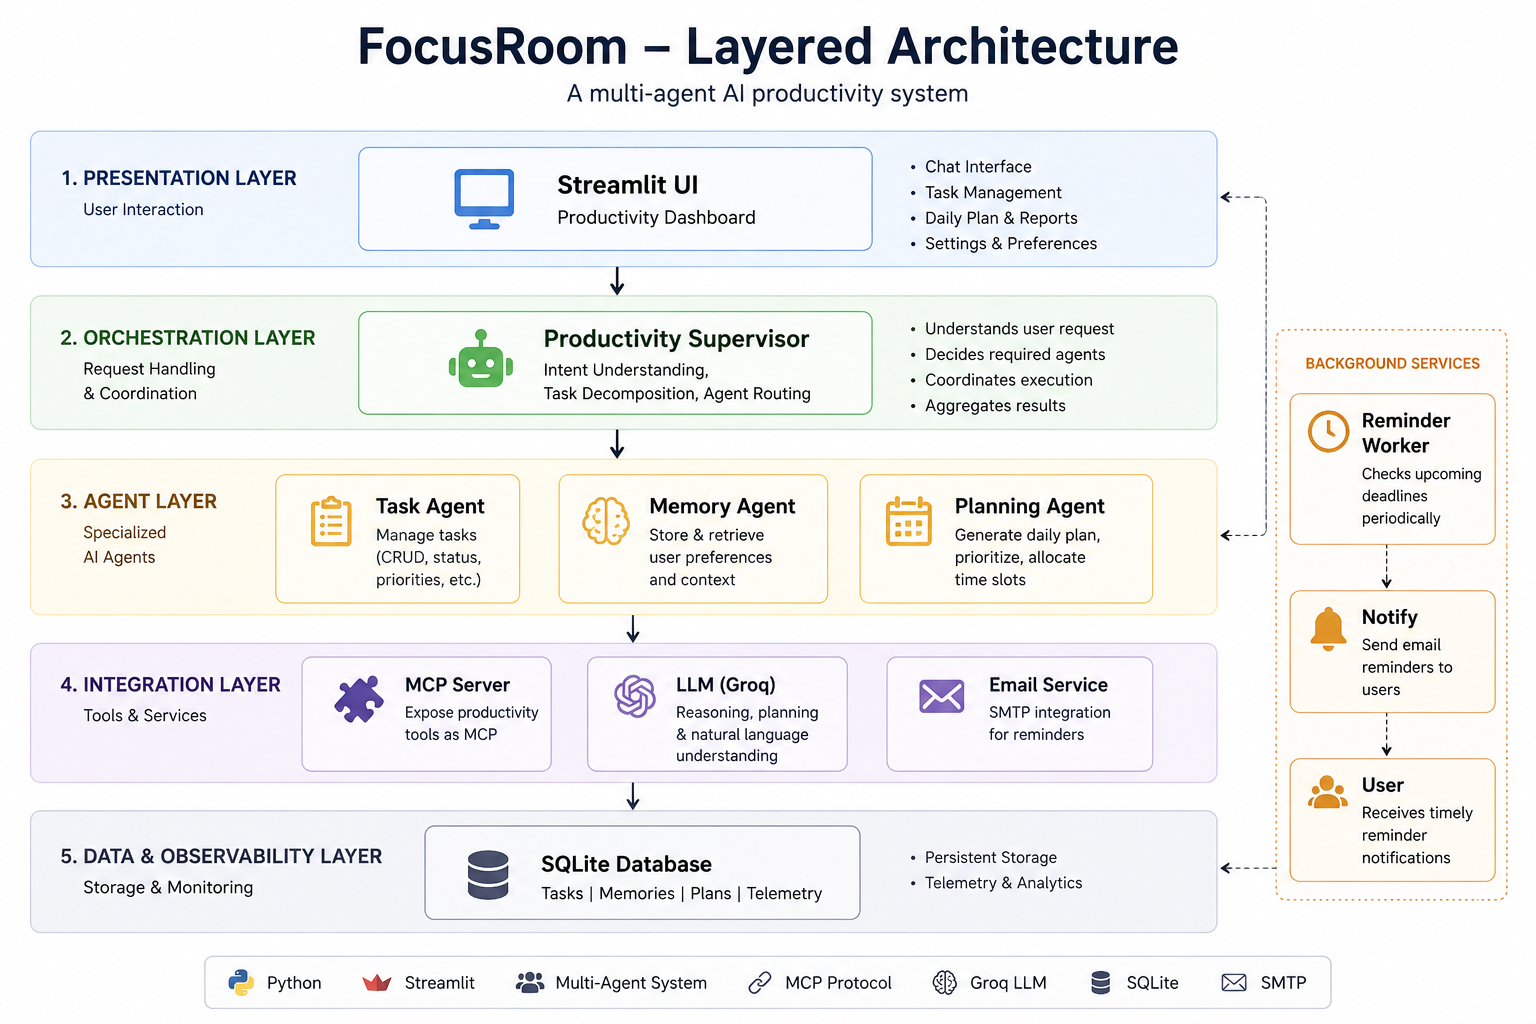 FocusRoom – Layered Architecture
A multi-agent AI productivity system
1. PRESENTATION LAYER
User Interaction
Streamlit UI
Productivity Dashboard
• Chat Interface
• Task Management
• Daily Plan & Reports
• Settings & Preferences
2. ORCHESTRATION LAYER
Request Handling
& Coordination
Productivity Supervisor
Intent Understanding,
Task Decomposition, Agent Routing
• Understands user request
• Decides required agents
• Coordinates execution
• Aggregates results
3. AGENT LAYER
Specialized
AI Agents
Task Agent
Manage tasks
(CRUD, status,
priorities, etc.)
Memory Agent
Store & retrieve
user preferences
and context
Planning Agent
Generate daily plan,
prioritize, allocate
time slots
4. INTEGRATION LAYER
Tools & Services
MCP Server
Expose productivity
tools as MCP
LLM (Groq)
Reasoning, planning
& natural language
understanding
Email Service
SMTP integration
for reminders
5. DATA & OBSERVABILITY LAYER
Storage & Monitoring
SQLite Database
Tasks | Memories | Plans | Telemetry
• Persistent Storage
• Telemetry & Analytics
BACKGROUND SERVICES
Reminder
Worker
Checks upcoming
deadlines
periodically
Notify
Send email
reminders to
users
User
Receives timely
reminder
notifications
Python
Streamlit
Multi-Agent System
MCP Protocol
Groq LLM
SQLite
SMTP